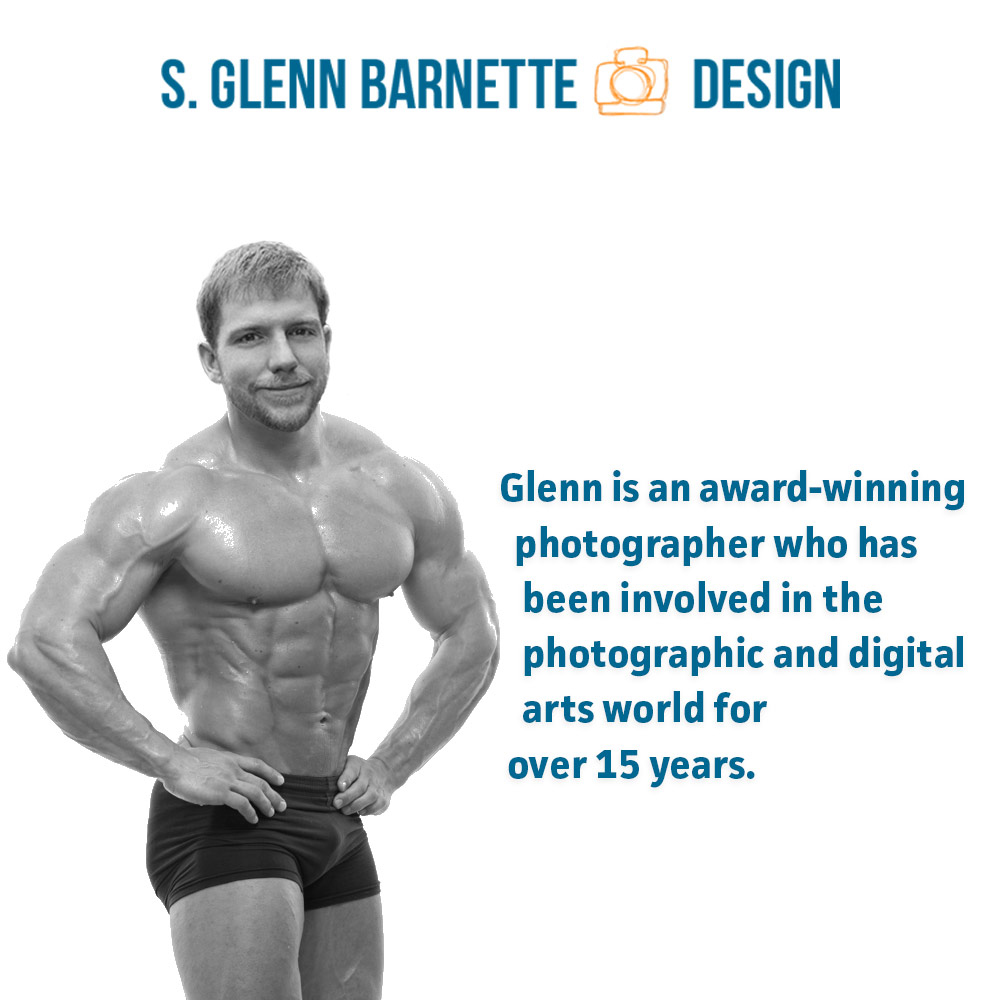 S. GLENN BARNETTE DESIGN
Glenn is an award-winning
photographer who has
been involved in the
photographic and digital
arts world for
over 15 years.